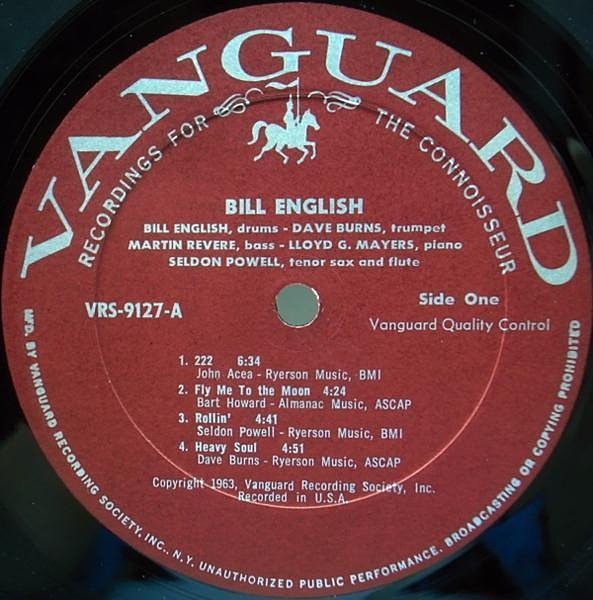 VANGUARD
RECORDINGS FOR THE CONNOISSEUR
BILL ENGLISH
BILL ENGLISH, drums - DAVE BURNS, trumpet
MARTIN REVERE, bass - LLOYD G. MAYERS, piano
SELDON POWELL, tenor sax and flute
VRS-9127-A
Side One
Vanguard Quality Control
1. 222 6:34
John Acea - Ryerson Music, BMI
2. Fly Me To the Moon 4:24
Bart Howard - Almanac Music, ASCAP
3. Rollin' 4:41
Seldon Powell - Ryerson Music, BMI
4. Heavy Soul 4:51
Dave Burns - Ryerson Music, ASCAP
Copyright 1963, Vanguard Recording Society, Inc.
Recorded in U.S.A.
MFD. BY VANGUARD RECORDING SOCIETY, INC., N.Y. UNAUTHORIZED PUBLIC PERFORMANCE, BROADCASTING OR COPYING PROHIBITED